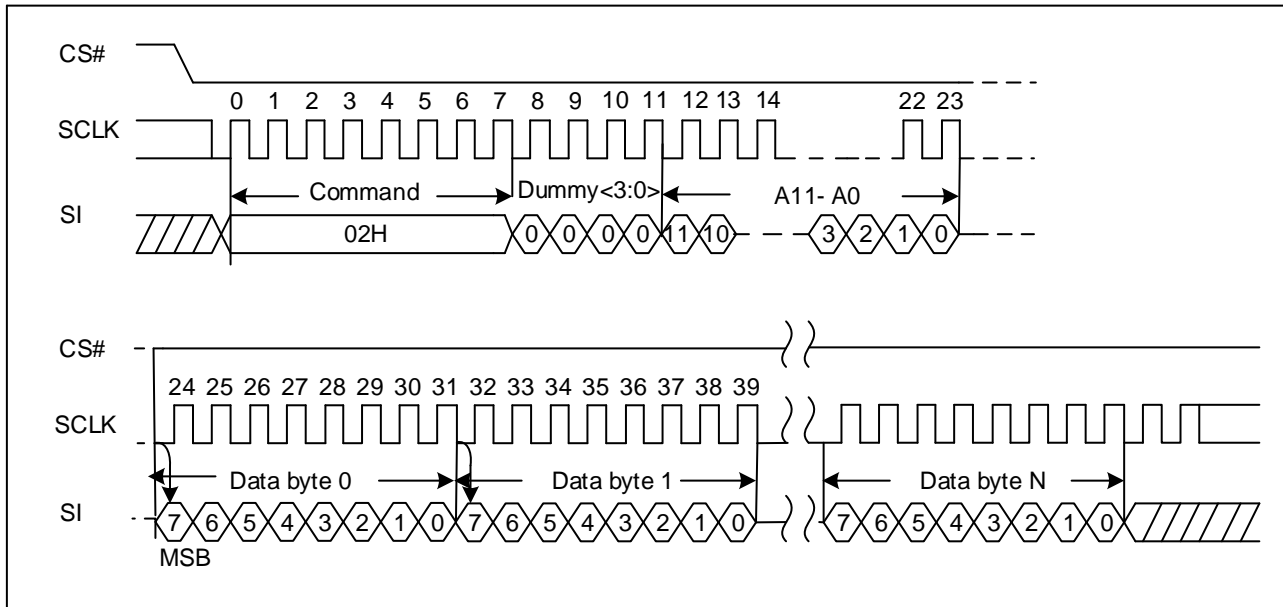 CS#
0 1 2 3 4 5 6 7 8 9 10 11 12 13 14 22 23
SCLK
Command Dummy<3:0> A11- A0
SI
02H 0 0 0 0 11 10 3 2 1 0
CS#
24 25 26 27 28 29 30 31 32 33 34 35 36 37 38 39
SCLK
Data byte 0 Data byte 1 Data byte N
SI
7 6 5 4 3 2 1 0 7 6 5 4 3 2 1 0 7 6 5 4 3 2 1 0
MSB